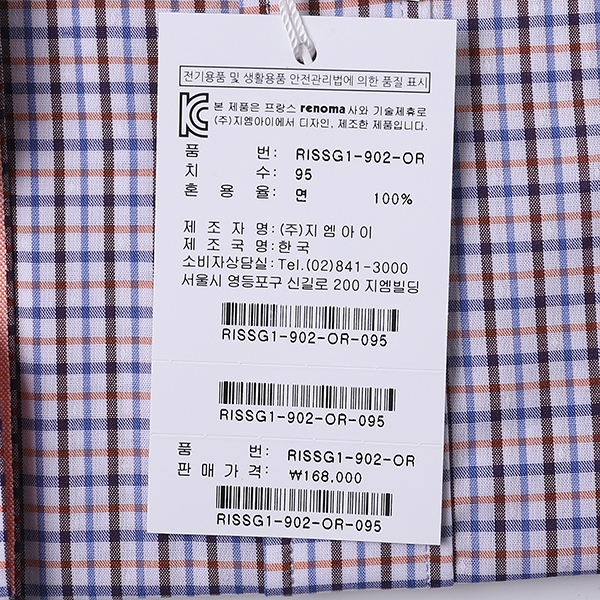 전기용품 및 생활용품 안전관리법에 의한 품질 표시
본 제품은 프랑스 renoma 사와 기술제휴로
(주)지엠아이에서 디자인, 제조한 제품입니다.
품 번: RISSG1-902-OR
치 수: 95
혼 용 율: 면 100%
제 조 자 명: (주)지엠아이
제 조 국 명: 한국
소비자상담실: Tel.(02)841-3000
서울시 영등포구 신길로 200 지엠빌딩
RISSG1-902-OR-095
RISSG1-902-OR-095
품 번: RISSG1-902-OR
판 매 가 격: ₩168.000
RISSG1-902-OR-095